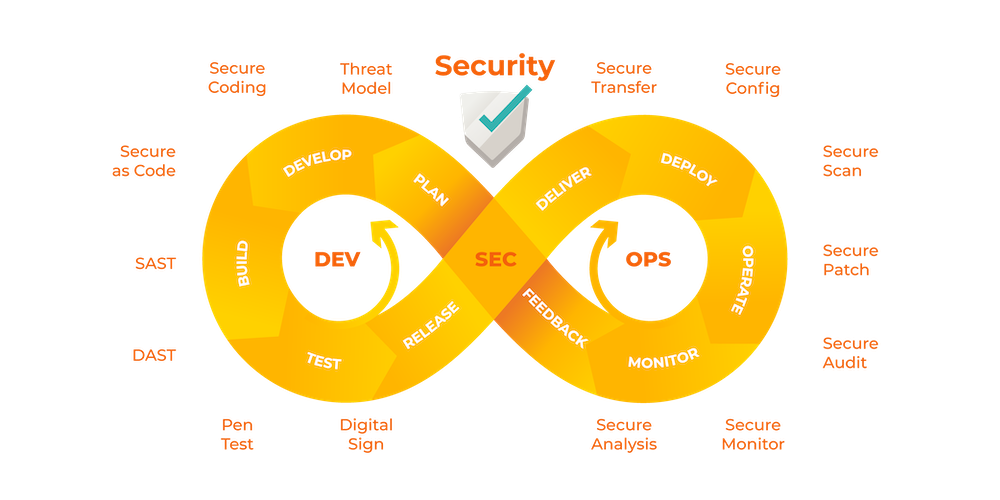 Security
Secure
Coding
Threat
Model
Secure
Transfer
Secure
Config
Secure
as Code
SAST
DAST
Pen
Test
Digital
Sign
DEVELOP
PLAN
BUILD
DEV
TEST
RELEASE
SEC
DELIVER
DEPLOY
OPS
OPERATE
FEEDBACK
MONITOR
Secure
Scan
Secure
Patch
Secure
Audit
Secure
Analysis
Secure
Monitor